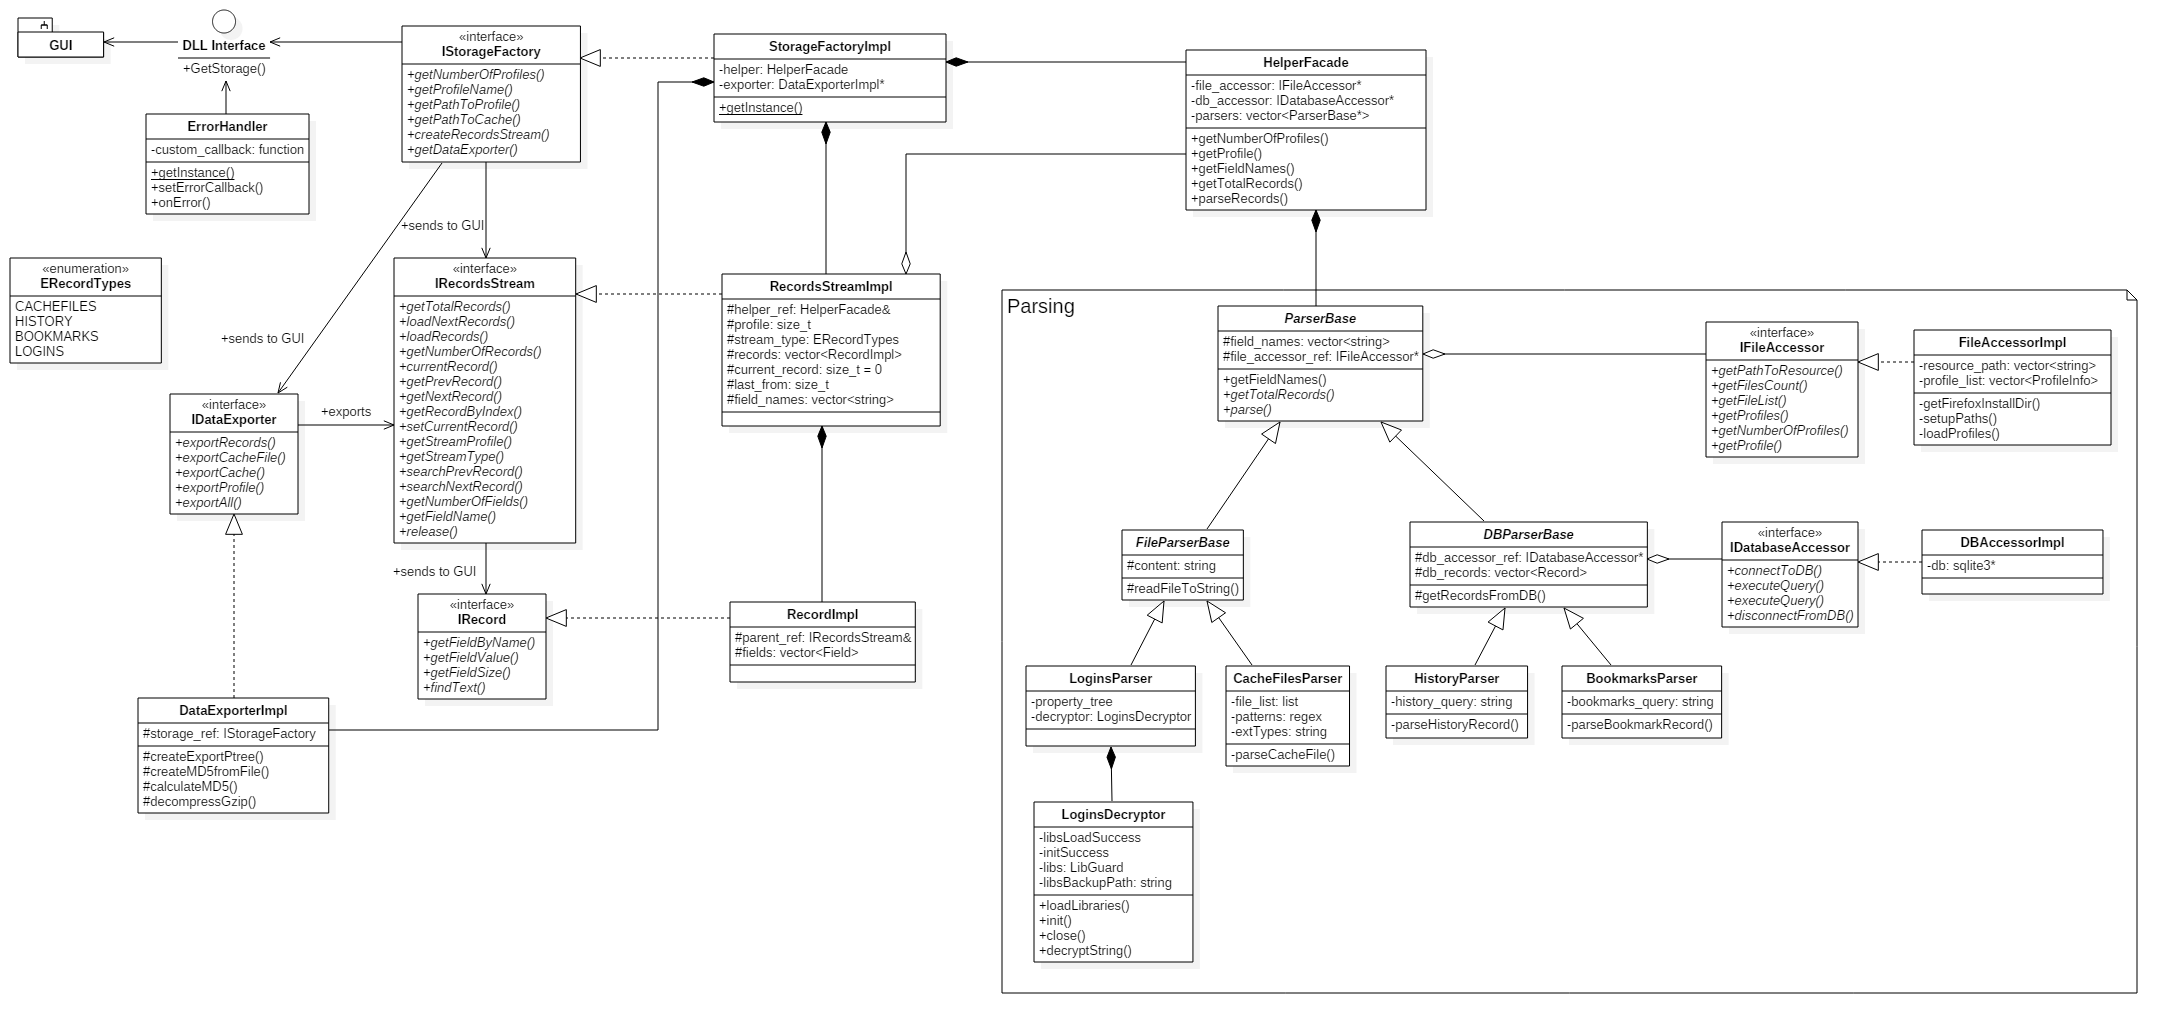 GUI
DLL Interface
+GetStorage()
ErrorHandler
-custom_callback: function
+getInstance()
+setErrorCallback()
+onError()
«enumeration»
ERecordTypes
CACHEFILES
HISTORY
BOOKMARKS
LOGINS
«interface»
IStorageFactory
+getNumberOfProfiles()
+getProfileName()
+getPathToProfile()
+getPathToCache()
+createRecordsStream()
+getDataExporter()
+sends to GUI
+sends to GUI
«interface»
IDataExporter
+exportRecords()
+exportCacheFile()
+exportCache()
+exportProfile()
+exportAll()
+exports
«interface»
IRecordsStream
+getTotalRecords()
+loadNextRecords()
+loadRecords()
+getNumberOfRecords()
+currentRecord()
+getPrevRecord()
+getNextRecord()
+getRecordByIndex()
+setCurrentRecord()
+getStreamProfile()
+getStreamType()
+searchPrevRecord()
+searchNextRecord()
+getNumberOfFields()
+getFieldName()
+release()
+sends to GUI
«interface»
IRecord
+getFieldByName()
+getFieldValue()
+getFieldSize()
+findText()
DataExporterImpl
#storage_ref: IStorageFactory
#createExportPtree()
#createMD5fromFile()
#calculateMD5()
#decompressGzip()
StorageFactoryImpl
-helper: HelperFacade
-exporter: DataExporterImpl*
+getInstance()
RecordsStreamImpl
#helper_ref: HelperFacade&
#profile: size_t
#stream_type: ERecordTypes
#records: vector<RecordImpl>
#current_record: size_t = 0
#last_from: size_t
#field_names: vector<string>
RecordImpl
#parent_ref: IRecordsStream&
#fields: vector<Field>
HelperFacade
-file_accessor: IFileAccessor*
-db_accessor: IDatabaseAccessor*
-parsers: vector<ParserBase*>
+getNumberOfProfiles()
+getProfile()
+getFieldNames()
+getTotalRecords()
+parseRecords()
Parsing
ParserBase
#field_names: vector<string>
#file_accessor_ref: IFileAccessor*
+getFieldNames()
+getTotalRecords()
+parse()
«interface»
IFileAccessor
+getPathToResource()
+getFilesCount()
+getFileList()
+getProfiles()
+getNumberOfProfiles()
+getProfile()
FileAccessorImpl
-resource_path: vector<string>
-profile_list: vector<ProfileInfo>
-getFirefoxInstallDir()
-setupPaths()
-loadProfiles()
FileParserBase
#content: string
#readFileToString()
DBParserBase
#db_accessor_ref: IDatabaseAccessor*
#db_records: vector<Record>
#getRecordsFromDB()
«interface»
IDatabaseAccessor
+connectToDB()
+executeQuery()
+executeQuery()
+disconnectFromDB()
DBAccessorImpl
-db: sqlite3*
LoginsParser
-property_tree
-decryptor: LoginsDecryptor
CacheFilesParser
-file_list: list
-patterns: regex
-extTypes: string
-parseCacheFile()
HistoryParser
-history_query: string
-parseHistoryRecord()
BookmarksParser
-bookmarks_query: string
-parseBookmarkRecord()
LoginsDecryptor
-libsLoadSuccess
-initSuccess
-libs: LibGuard
-libsBackupPath: string
+loadLibraries()
+init()
+close()
+decryptString()